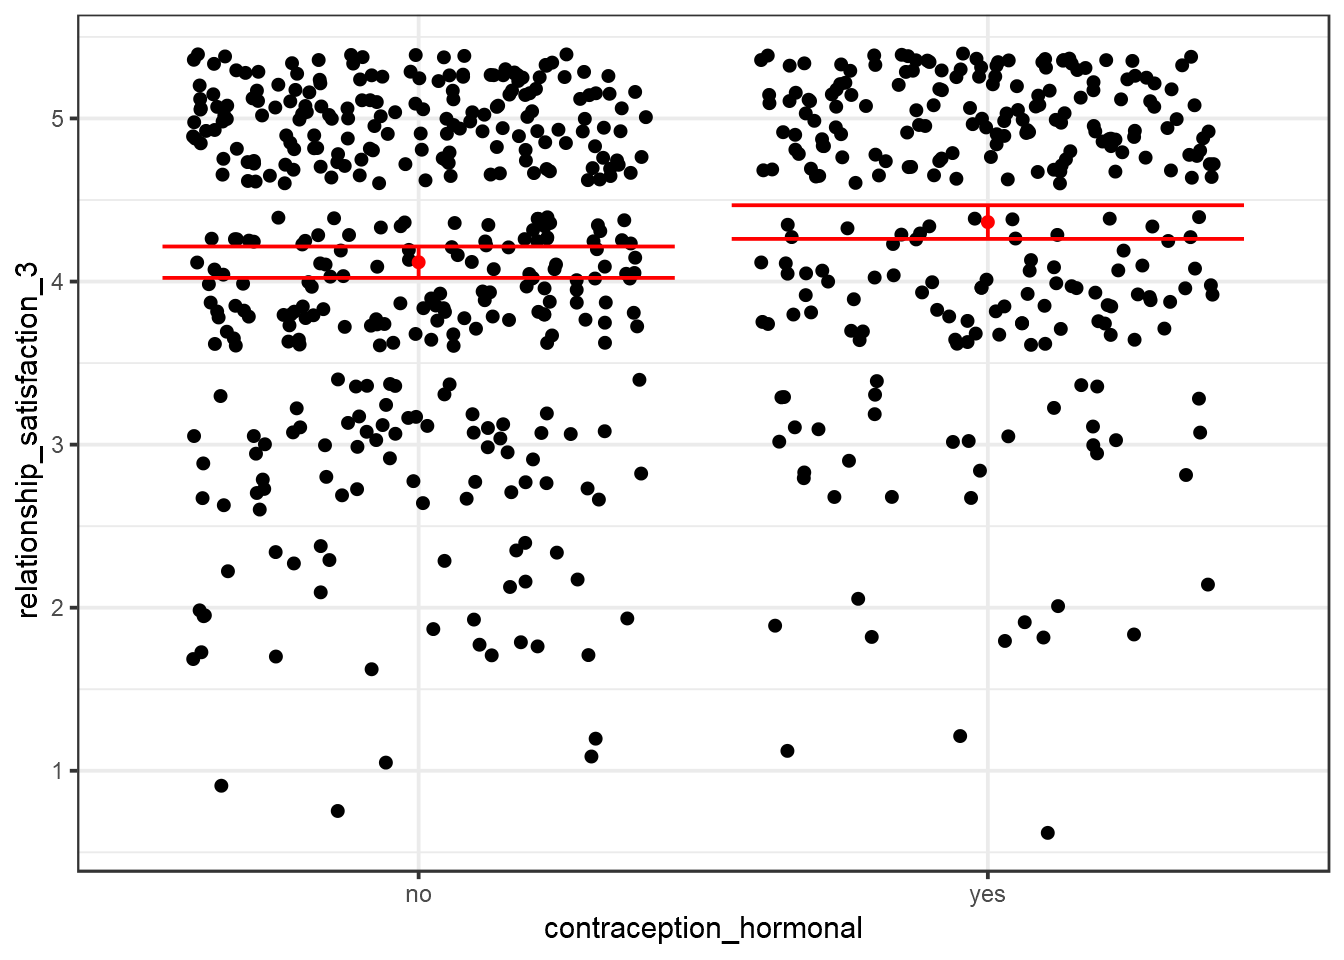 relationship_satisfaction_3
5
4
3
2
1
no yes
contraception_hormonal